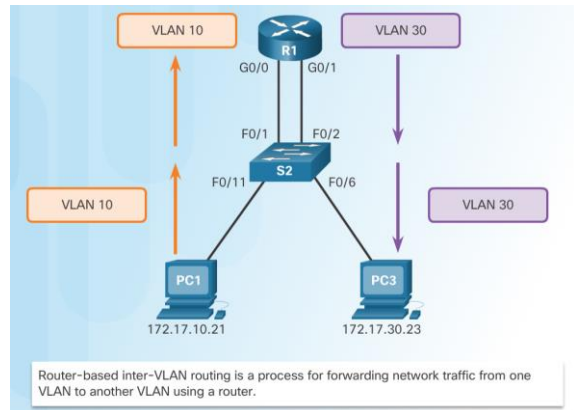 VLAN 10
VLAN 30
R1
G0/0
G0/1
F0/1
F0/2
S2
F0/11
F0/6
VLAN 10
VLAN 30
PC1
PC3
172.17.10.21
172.17.30.23
Router-based inter-VLAN routing is a process for forwarding network traffic from one
VLAN to another VLAN using a router.